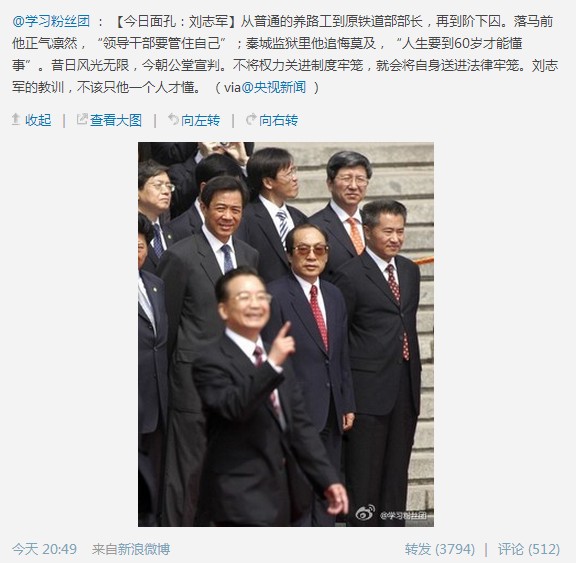 @学习粉丝团 ：【今日面孔：刘志军】从普通的养路工到原铁道部部长，再到阶下囚。落马前
他正气凛然，“领导干部要管住自己”；秦城监狱里他追悔莫及，“人生要到60岁才能懂
事”。昔日风光无限，今朝公堂宣判。不将权力关进制度牢笼，就会将自身送进法律牢笼。刘志
军的教训，不该只他一个人才懂。（ via@央视新闻 ）
收起 | 查看大图 | 向左转 | 向右转
@学习粉丝团
今天 20:49 来自新浪微博 转发 (3794) | 评论 (512)